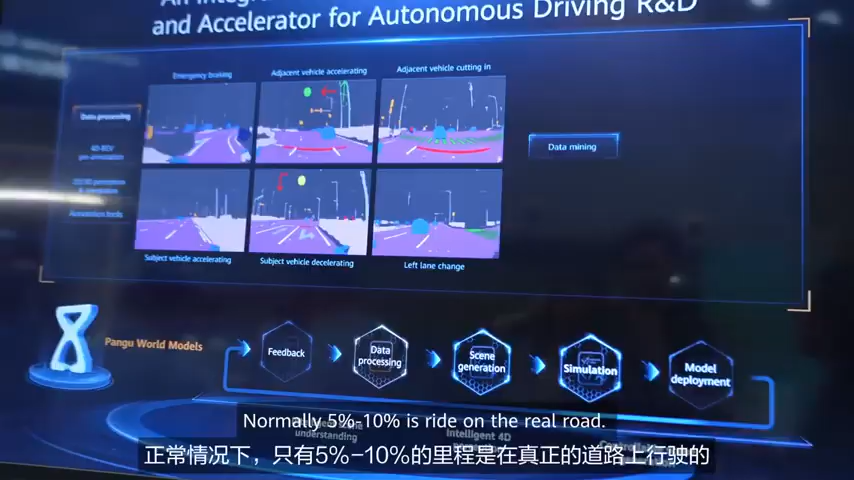 and Accelerator for Autonomous Driving R&D
Emergency braking
Adjacent vehicle accelerating
Adjacent vehicle cutting in
Data processing
Data mining
Subject vehicle accelerating
Subject vehicle decelerating
Left lane change
Pangu World Models
Feedback
Data
processing
Scene
generation
Simulation
Model
deployment
Normally 5%-10% is ride on the real road.
understanding
Intelligent 4D
正常情况下，只有5%-10%的里程是在真正的道路上行驶的